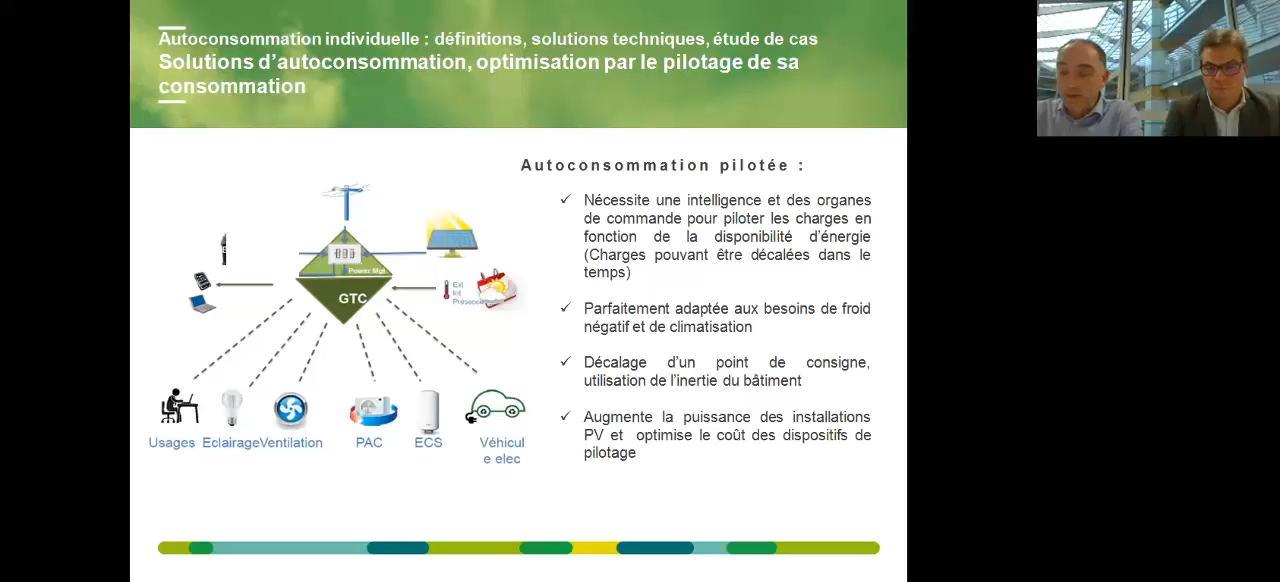 Autoconsommation individuelle : définitions, solutions techniques, étude de cas
Solutions d'autoconsommation, optimisation par le pilotage de sa
consommation
Autoconsommation pilotée :
✓ Nécessite une intelligence et des organes
de commande pour piloter les charges en
fonction de la disponibilité d'énergie
(Charges pouvant être décalées dans le
temps)
✓ Parfaitement adaptée aux besoins de froid
négatif et de climatisation
✓ Décalage d'un point de consigne,
utilisation de l'inertie du bâtiment
✓ Augmente la puissance des installations
PV et optimise le coût des dispositifs de
pilotage
Power Mgt
GTC
Ext
Int
Présence
Usages
Eclairage
Ventilation
PAC
ECS
Véhicul
e elec